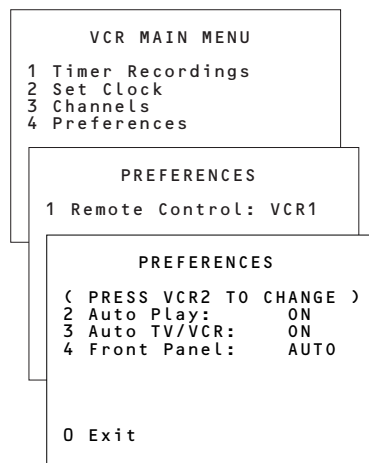 VCR MAIN MENU
1 Timer Recordings
2 Set Clock
3 Channels
4 Preferences
PREFERENCES
1 Remote Control: VCR1
PREFERENCES
( PRESS VCR2 TO CHANGE )
2 Auto Play: ON
3 Auto TV/VCR: ON
4 Front Panel: AUTO
0 Exit